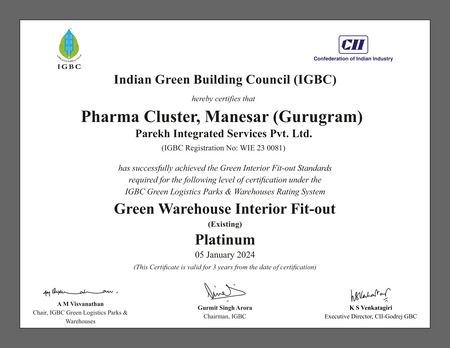 IGBC
CII
Confederation of Indian Industry
Indian Green Building Council (IGBC)
hereby certifies that
Pharma Cluster, Manesar (Gurugram)
Parekh Integrated Services Pvt. Ltd.
(IGBC Registration No: WIE 23 0081)
has successfully achieved the Green Interior Fit-out Standards
required for the following level of certification under the
IGBC Green Logistics Parks & Warehouses Rating System
Green Warehouse Interior Fit-out
(Existing)
Platinum
05 January 2024
(This Certificate is valid for 3 years from the date of certification)
A M Visvanathan
Chair, IGBC Green Logistics Parks &
Warehouses
Gurmit Singh Arora
Chairman, IGBC
K S Venkatagiri
Executive Director, CII-Godrej GBC